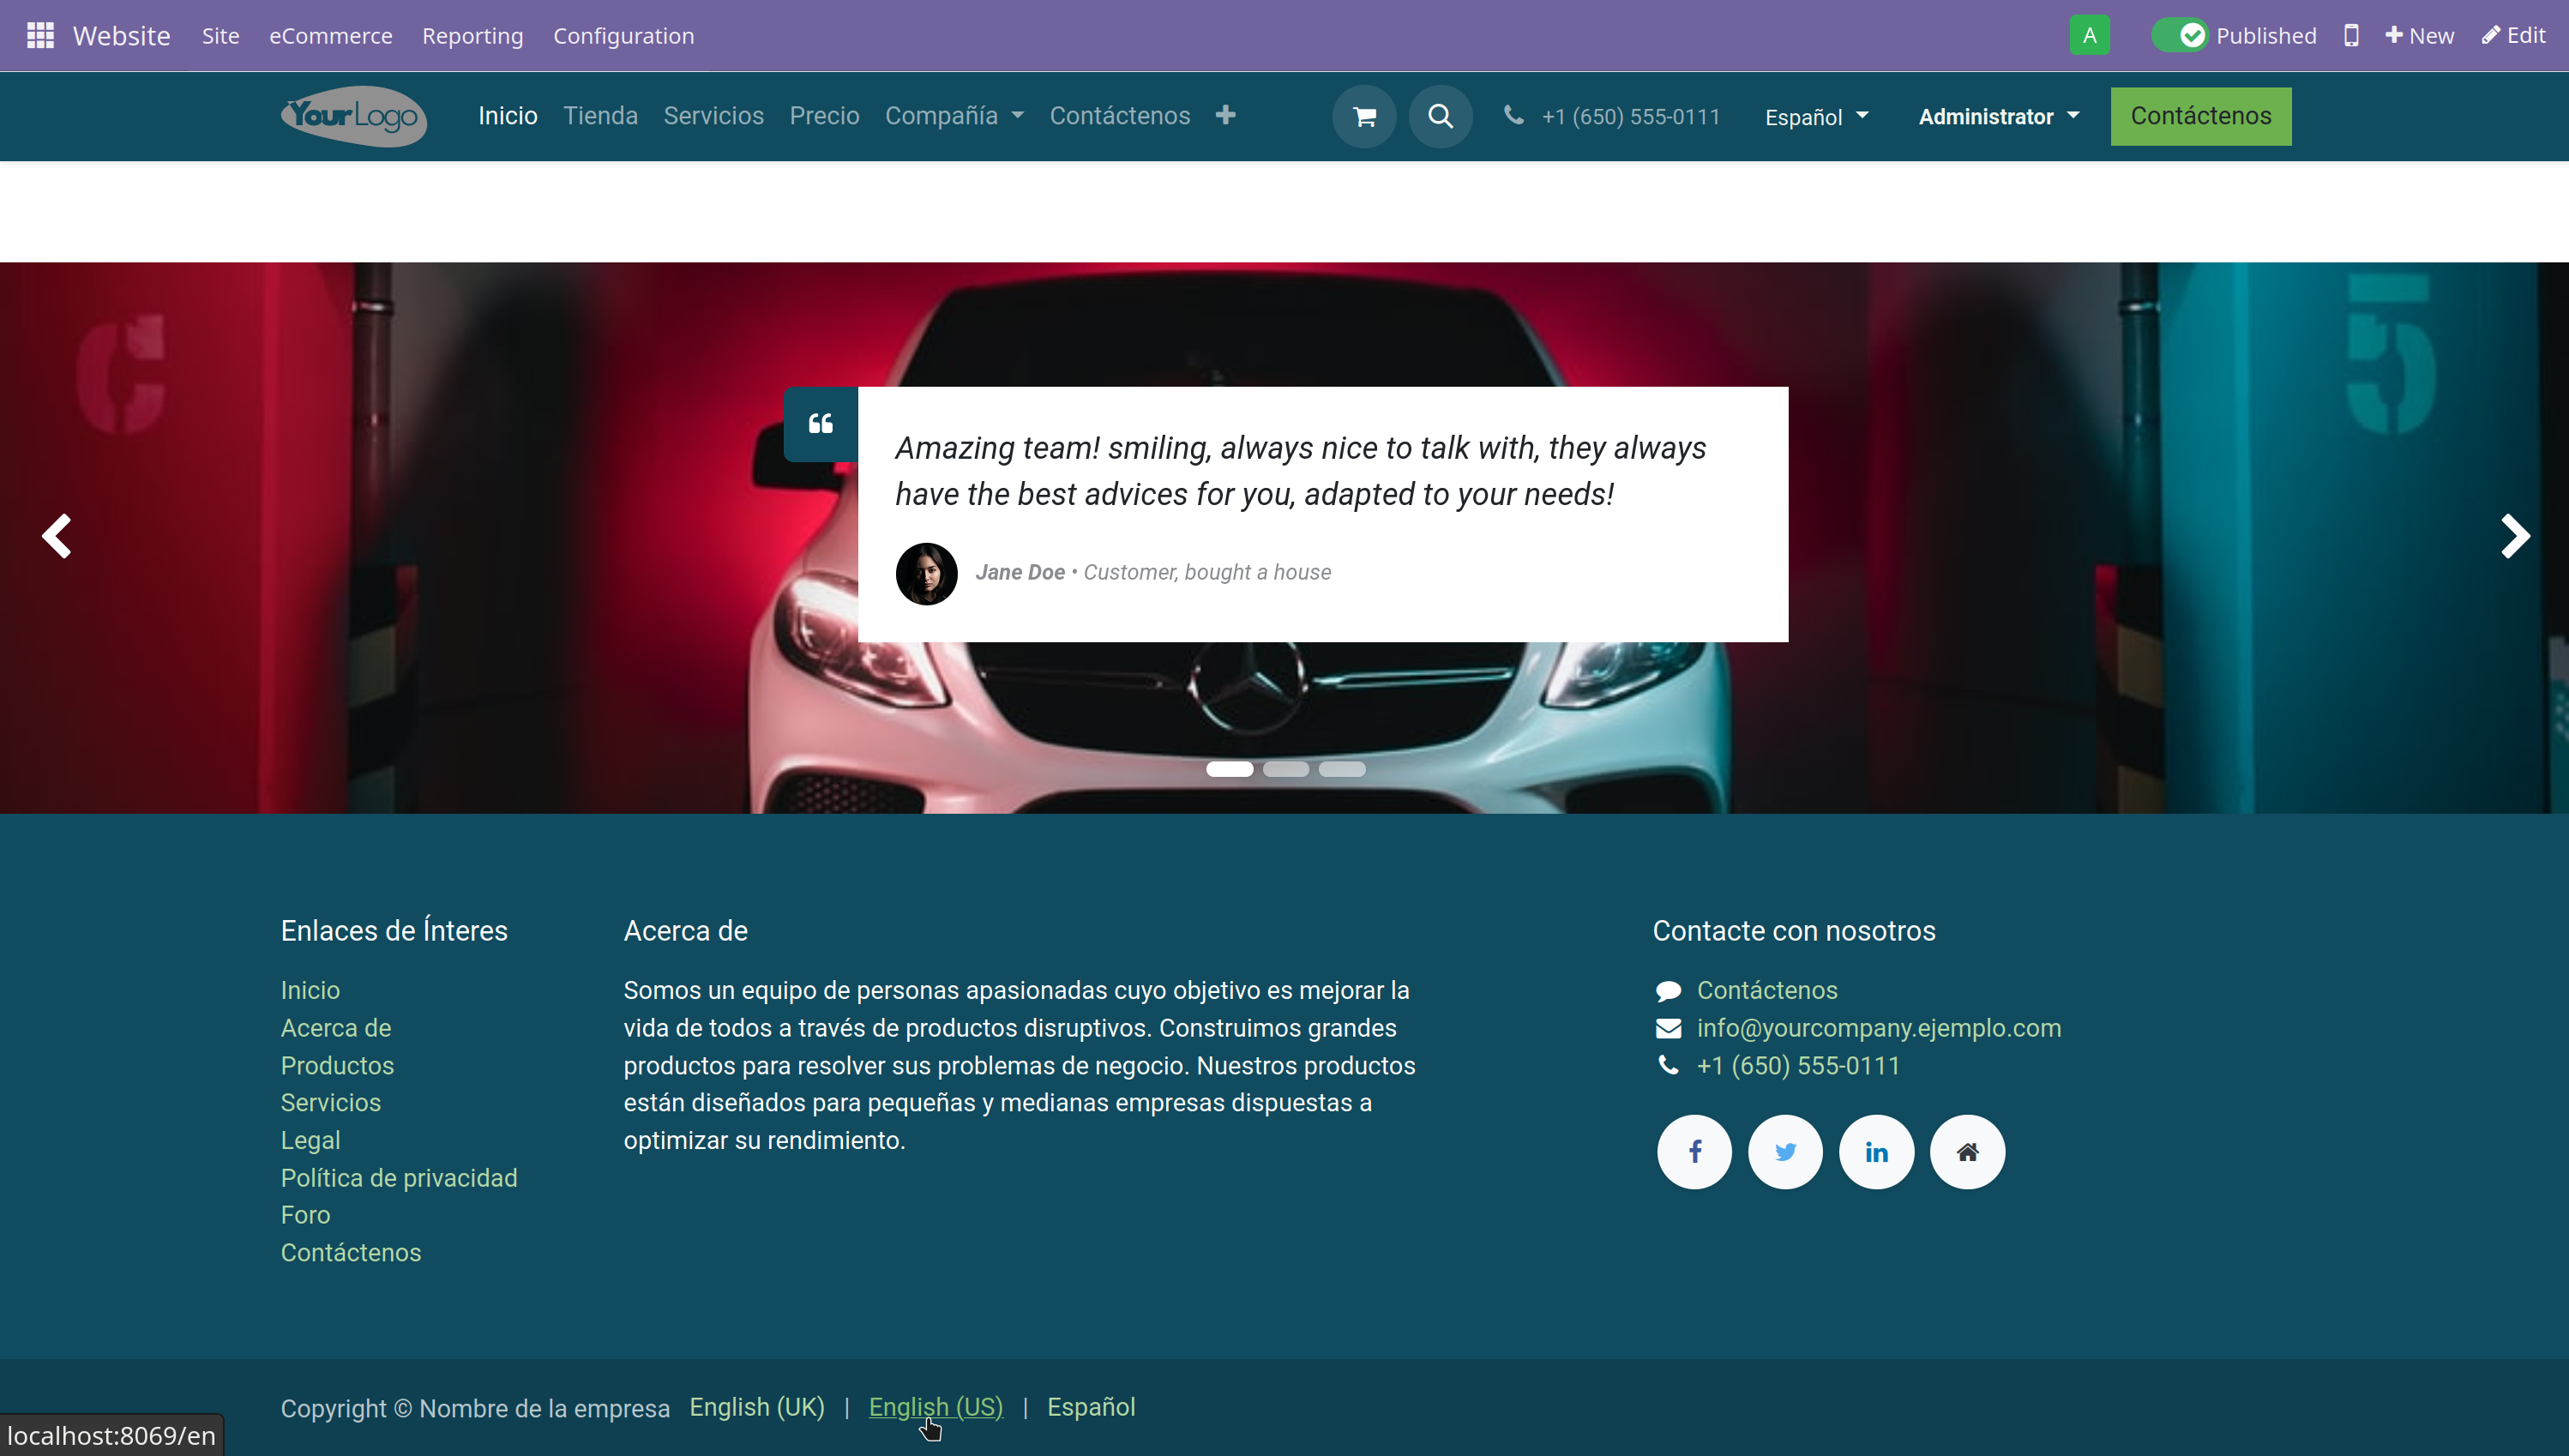 Website Site eCommerce Reporting Configuration A Published New Edit
YourLogo Inicio Tienda Servicios Precio Compañía Contáctenos +1 (650) 555-0111 Español Administrator Contáctenos
C
5
Amazing team! smiling, always nice to talk with, they always
have the best advices for you, adapted to your needs!
Jane Doe • Customer, bought a house
Enlaces de Ínteres
Inicio
Acerca de
Productos
Servicios
Legal
Política de privacidad
Foro
Contáctenos
Acerca de
Somos un equipo de personas apasionadas cuyo objetivo es mejorar la
vida de todos a través de productos disruptivos. Construimos grandes
productos para resolver sus problemas de negocio. Nuestros productos
están diseñados para pequeñas y medianas empresas dispuestas a
optimizar su rendimiento.
Contacte con nosotros
Contáctenos
info@yourcompany.ejemplo.com
+1 (650) 555-0111
Copyright © Nombre de la empresa English (UK) | English (US) | Español
localhost:8069/en